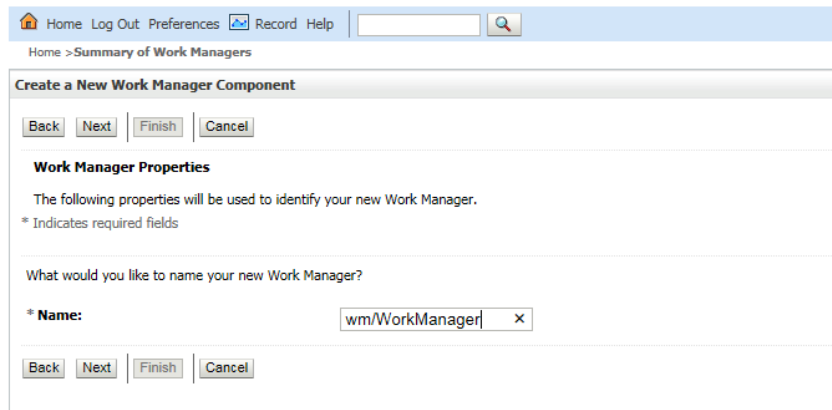 Home Log Out Preferences Record Help
Home >Summary of Work Managers
Create a New Work Manager Component
Back Next Finish Cancel
Work Manager Properties
The following properties will be used to identify your new Work Manager.
* Indicates required fields
What would you like to name your new Work Manager?
* Name: wm/WorkManager
Back Next Finish Cancel